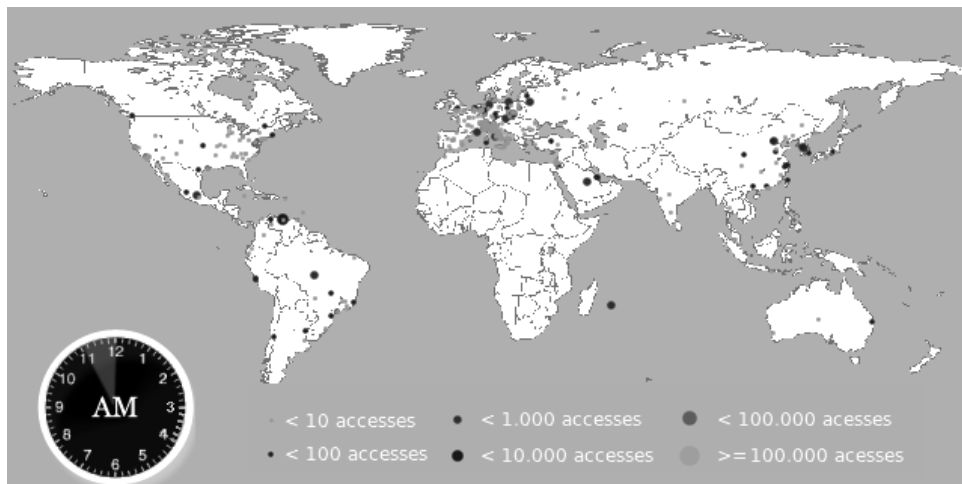 12
11 1
10 2
9 AM 3
8 4
7 5
6
< 10 accesses < 1.000 accesses < 100.000 acesses
< 100 accesses < 10.000 accesses >=100.000 acesses